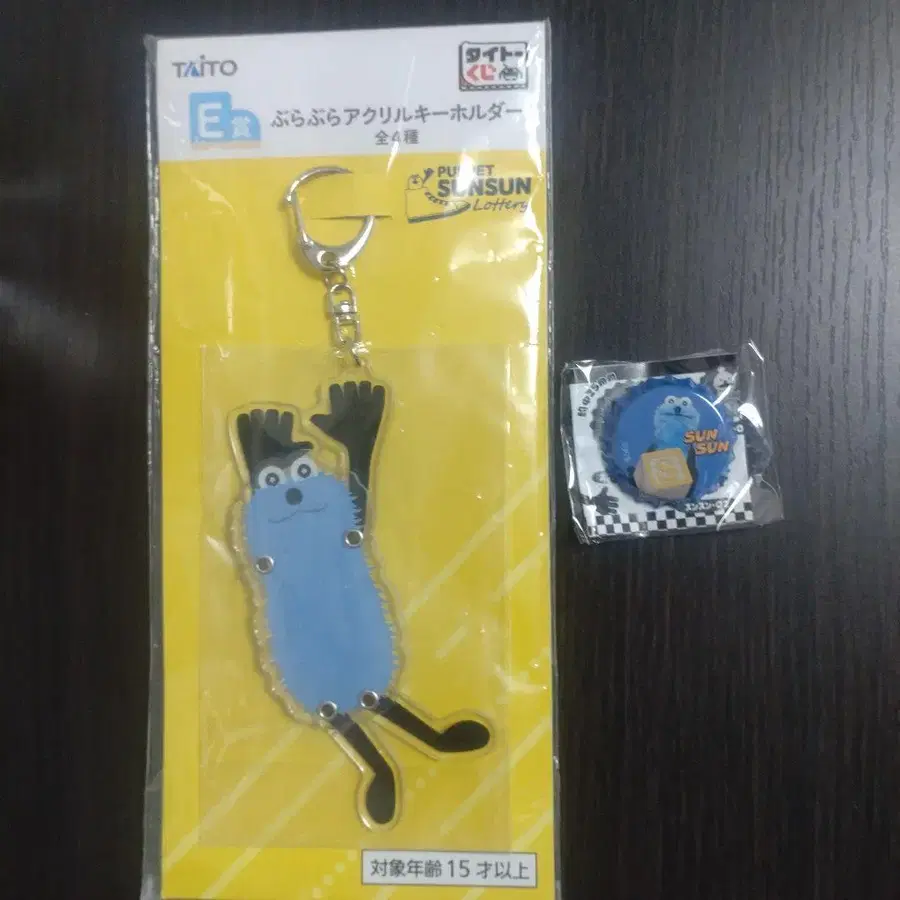 TAITO
タイトー
くじ
E賞
ぶらぶらアクリルキーホルダー
全4種
PUPPET
SUNSUN
Lottery
SUN
SUN
対象年齢15才以上